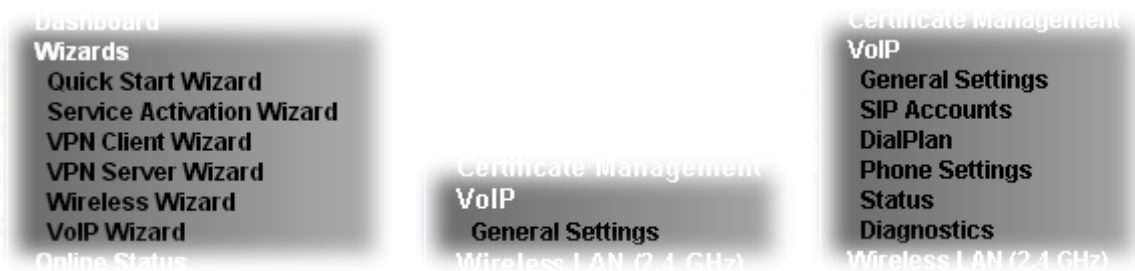 Dashboard
Wizards
Quick Start Wizard
Service Activation Wizard
VPN Client Wizard
VPN Server Wizard
Wireless Wizard
VoIP Wizard
Online Status
Certificate Management
VoIP
General Settings
Wireless LAN (2.4 GHz)
Certificate Management
VoIP
General Settings
SIP Accounts
DialPlan
Phone Settings
Status
Diagnostics
Wireless LAN (2.4 GHz)